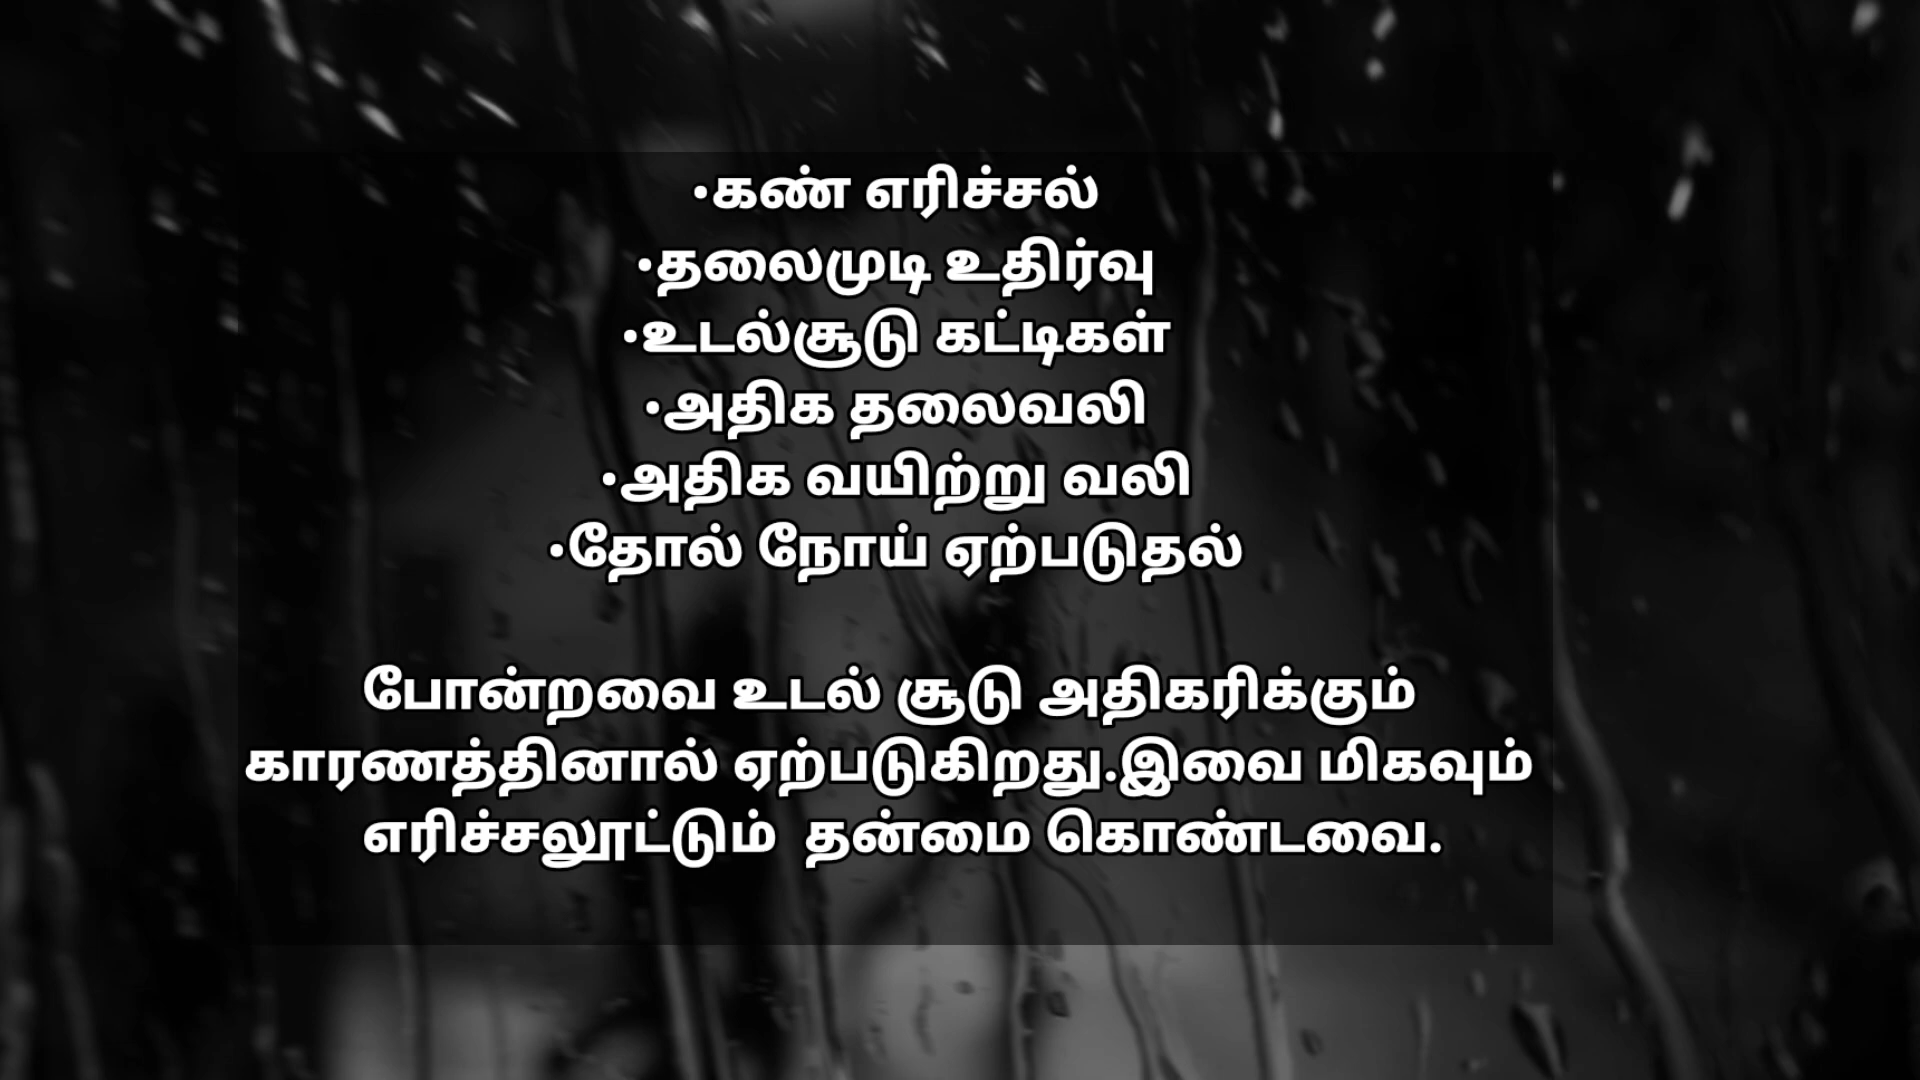 •கண் எரிச்சல்
•தலைமுடி உதிர்வு
•உடல்சூடு கட்டிகள்
•அதிக தலைவலி
•அதிக வயிற்று வலி
•தோல் நோய் ஏற்படுதல்
போன்றவை உடல் சூடு அதிகரிக்கும்
காரணத்தினால் ஏற்படுகிறது.இவை மிகவும்
எரிச்சலூட்டும் தன்மை கொண்டவை.